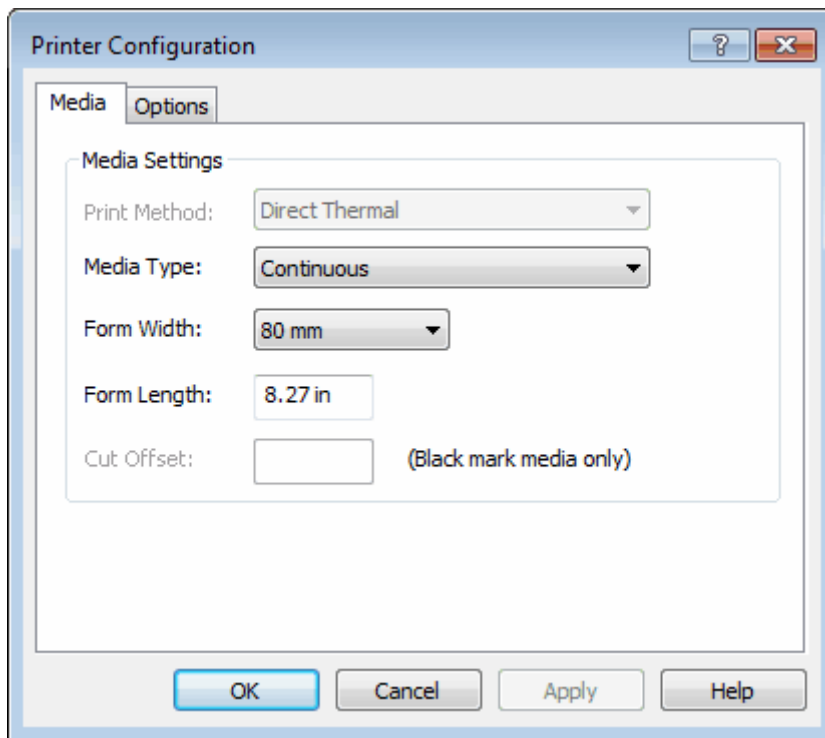 Printer Configuration
Media Options
Media Settings
Print Method: Direct Thermal
Media Type: Continuous
Form Width: 80 mm
Form Length: 8.27 in
Cut Offset: (Black mark media only)
OK Cancel Apply Help